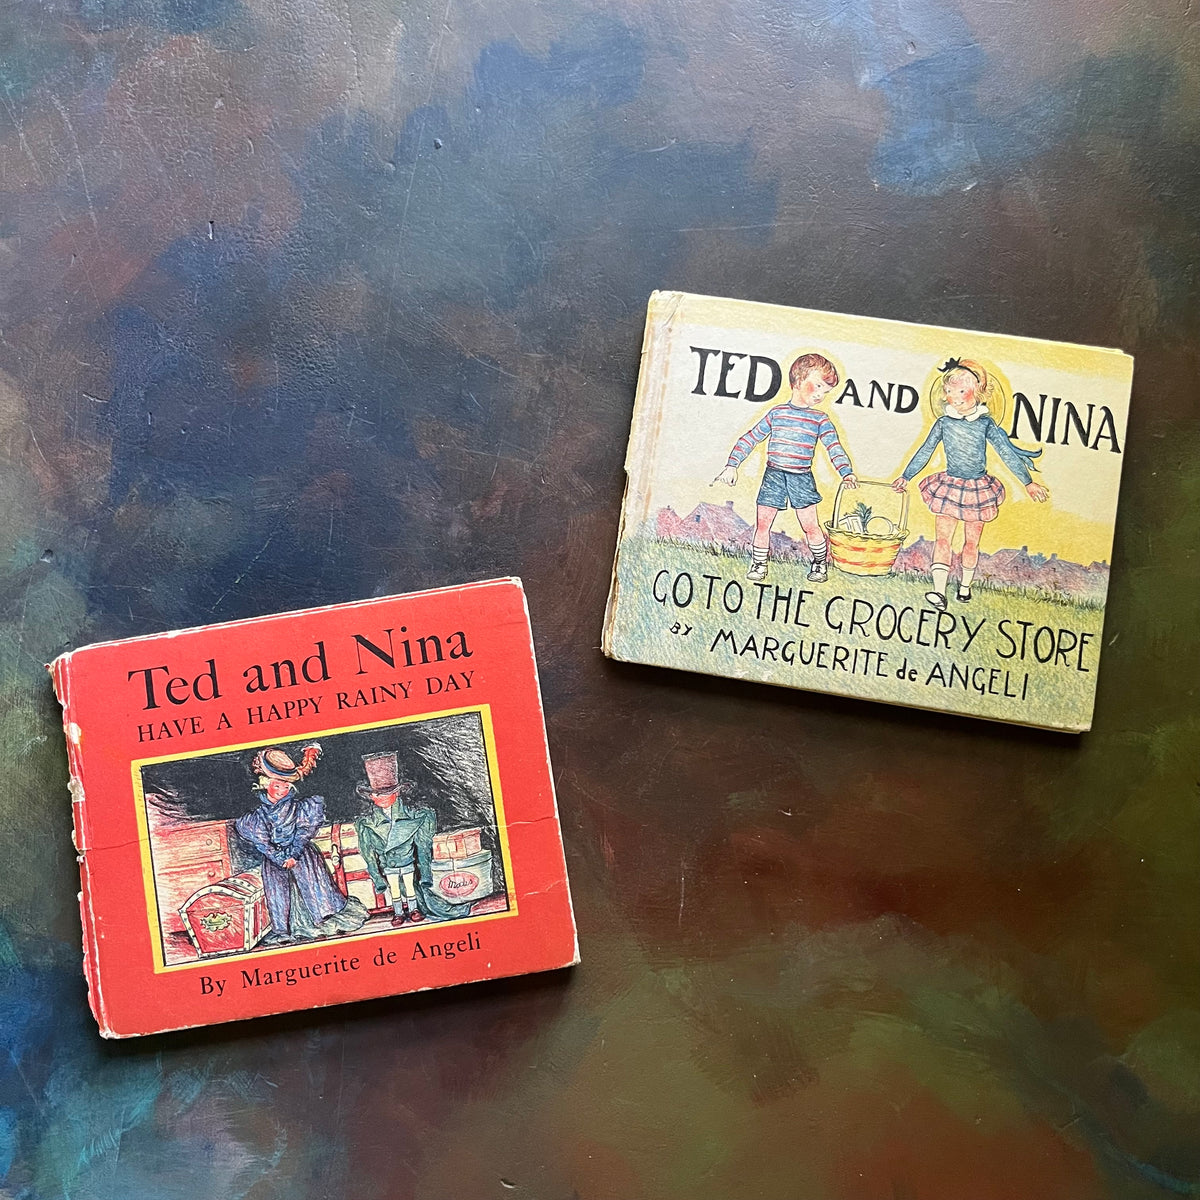 TED AND NINA
GO TO THE GROCERY STORE
BY MARGUERITE de ANGELI
Ted and Nina
HAVE A HAPPY RAINY DAY
By Marguerite de Angeli